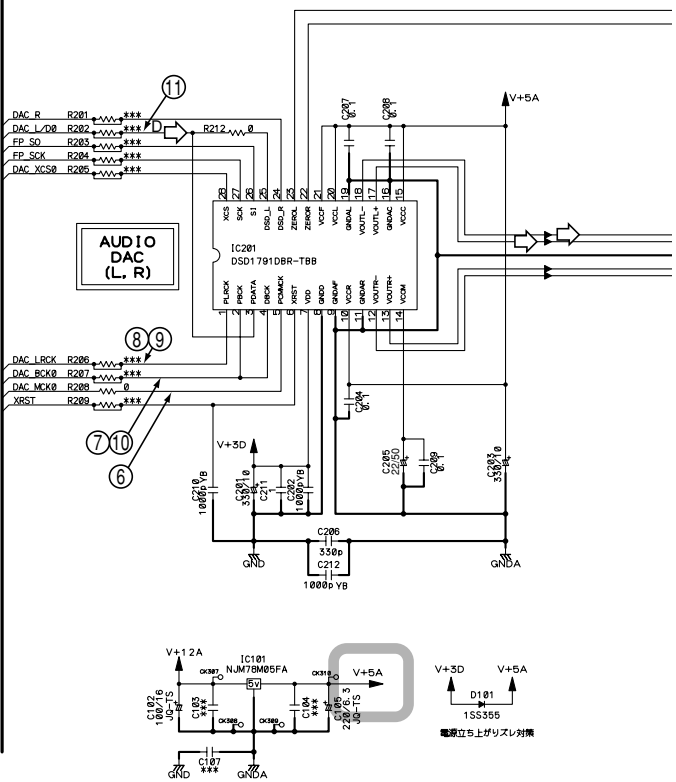 ⑪
C207 0.1
C208 0.1
V+5A
DAC_R R201 ***
DAC_L/D0 R202 *** D R212 0
FP_SO R203 ***
FP_SCK R204 ***
DAC_XCS0 R205 ***
28 27 26 25 24 23 22 21 20 19 18 17 16 15
XCS SCK SI DSD_L DSD_R ZEROL ZEROR VCCF VCCL GNDAL VOUTL- VOUTL+ GNDAC VCCC
AUDIO
DAC
(L, R)
IC201
DSD1791DBR-TBB
PLRCK PBCK PDATA DBCK PCMMCK XRST VDD GNDD GNDAF VCCR GNDAR VOUTR- VOUTR+ VCOM
1 2 3 4 5 6 7 8 9 10 11 12 13 14
⑧ ⑨
DAC_LRCK R206 ***
DAC_BCK0 R207 ***
DAC_MCK0 R208 0
XRST R209 ***
⑦ ⑩
⑥
C204 0.1
V+3D
C210 1000p YB
C201 330/10 +
C211 1
C202 1000p YB
C205 22/50 +
C209 0.1
C203 330/10 +
C206
330p
GND
C212
1000p YB
GNDA
V+12A
IC101
NJM78M05FA
CK307
5v
CK310
V+5A
C102 100/16 JQ-TS +
C103 ***
C104 ***
C105 220/6.3 JQ-TS +
CK308
CK309
C107
***
GND
GNDA
V+3D
V+5A
D101
1SS355
電源立ち上がりズレ対策